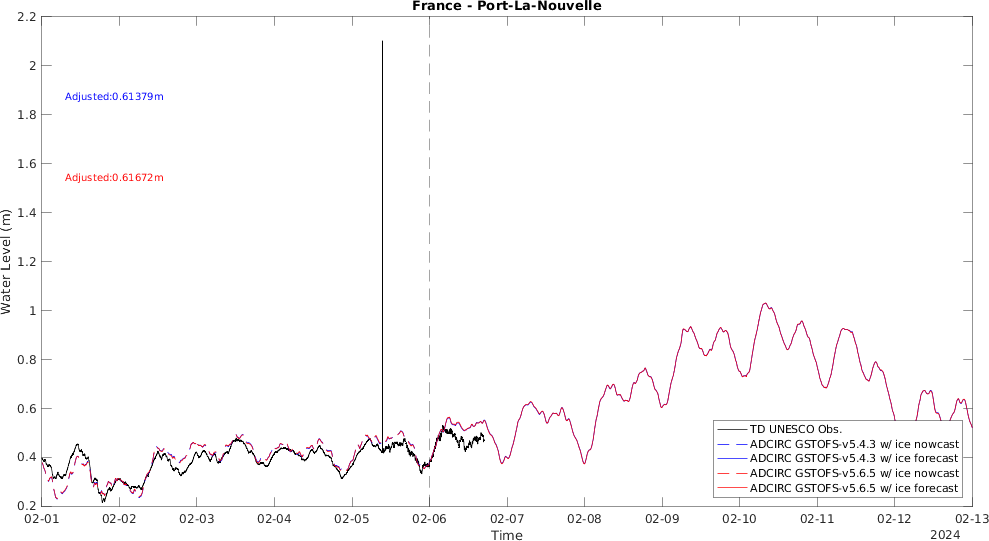 France - Port-La-Nouvelle
2.2
2
1.8
1.6
1.4
1.2
1
0.8
0.6
0.4
0.2
Water Level (m)
Adjusted:0.61379m
Adjusted:0.61672m
TD UNESCO Obs.
ADCIRC GSTOFS-v5.4.3 w/ ice nowcast
ADCIRC GSTOFS-v5.4.3 w/ ice forecast
ADCIRC GSTOFS-v5.6.5 w/ ice nowcast
ADCIRC GSTOFS-v5.6.5 w/ ice forecast
02-01 02-02 02-03 02-04 02-05 02-06 02-07 02-08 02-09 02-10 02-11 02-12 02-13
Time
2024